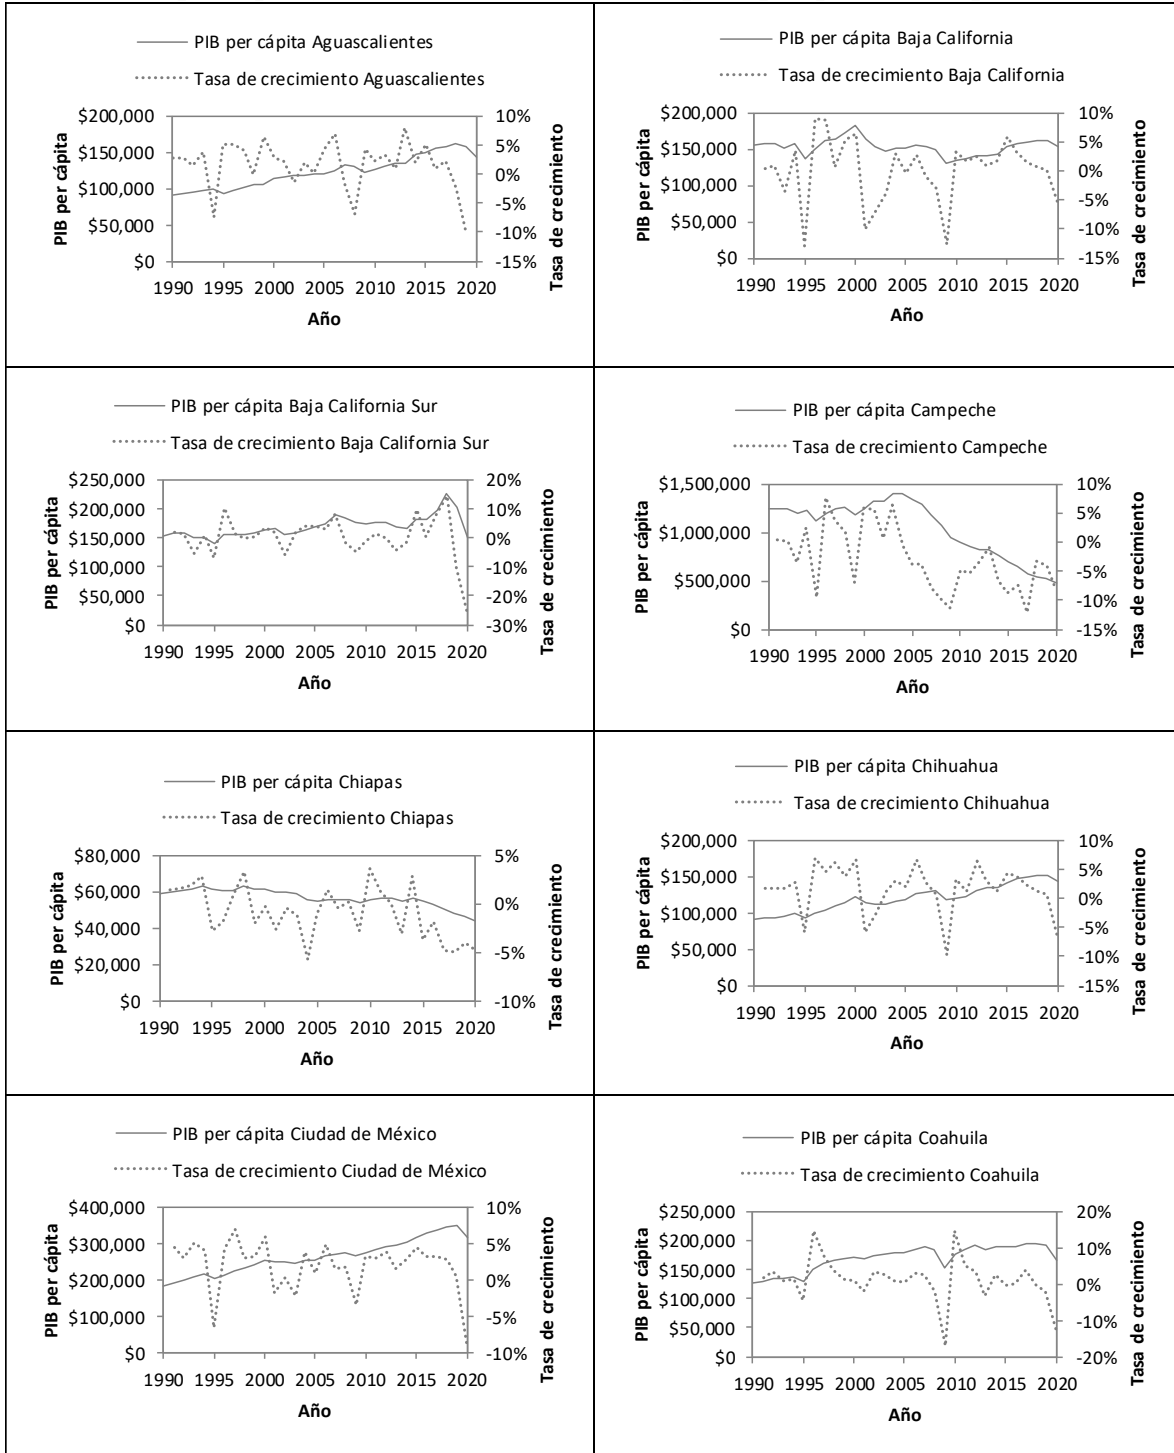 PIB per cápita Aguascalientes
Tasa de crecimiento Aguascalientes
$200,000
$150,000
$100,000
$50,000
$0
10%
5%
0%
-5%
-10%
-15%
1990 1995 2000 2005 2010 2015 2020
PIB per cápita
Tasa de crecimiento
Año
PIB per cápita Baja California
Tasa de crecimiento Baja California
$200,000
$150,000
$100,000
$50,000
$0
10%
5%
0%
-5%
-10%
-15%
1990 1995 2000 2005 2010 2015 2020
PIB per cápita
Tasa de crecimiento
Año
PIB per cápita Baja California Sur
Tasa de crecimiento Baja California Sur
$250,000
$200,000
$150,000
$100,000
$50,000
$0
20%
10%
0%
-10%
-20%
-30%
1990 1995 2000 2005 2010 2015 2020
PIB per cápita
Tasa de crecimiento
Año
PIB per cápita Campeche
Tasa de crecimiento Campeche
$1,500,000
$1,000,000
$500,000
$0
10%
5%
0%
-5%
-10%
-15%
1990 1995 2000 2005 2010 2015 2020
PIB per cápita
Tasa de crecimiento
Año
PIB per cápita Chiapas
Tasa de crecimiento Chiapas
$80,000
$60,000
$40,000
$20,000
$0
5%
0%
-5%
-10%
1990 1995 2000 2005 2010 2015 2020
PIB per cápita
Tasa de crecimiento
Año
PIB per cápita Chihuahua
Tasa de crecimiento Chihuahua
$200,000
$150,000
$100,000
$50,000
$0
10%
5%
0%
-5%
-10%
-15%
1990 1995 2000 2005 2010 2015 2020
PIB per cápita
Tasa de crecimiento
Año
PIB per cápita Ciudad de México
Tasa de crecimiento Ciudad de México
$400,000
$300,000
$200,000
$100,000
$0
10%
5%
0%
-5%
-10%
1990 1995 2000 2005 2010 2015 2020
PIB per cápita
Tasa de crecimiento
Año
PIB per cápita Coahuila
Tasa de crecimiento Coahuila
$250,000
$200,000
$150,000
$100,000
$50,000
$0
20%
10%
0%
-10%
-20%
1990 1995 2000 2005 2010 2015 2020
PIB per cápita
Tasa de crecimiento
Año